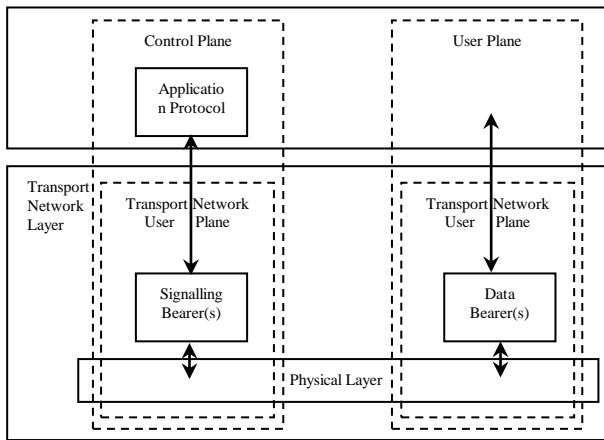 Control Plane
User Plane
Applicatio
n Protocol
Transport
Network
Layer
Transport Network
User Plane
Transport Network
User Plane
Signalling
Bearer(s)
Data
Bearer(s)
Physical Layer